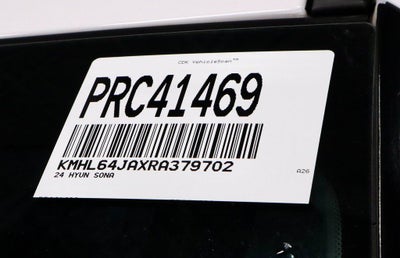 CDK VehicleScan™
PRC41469
KMHL64JAXRA379702
24 HYUN SONA
A26